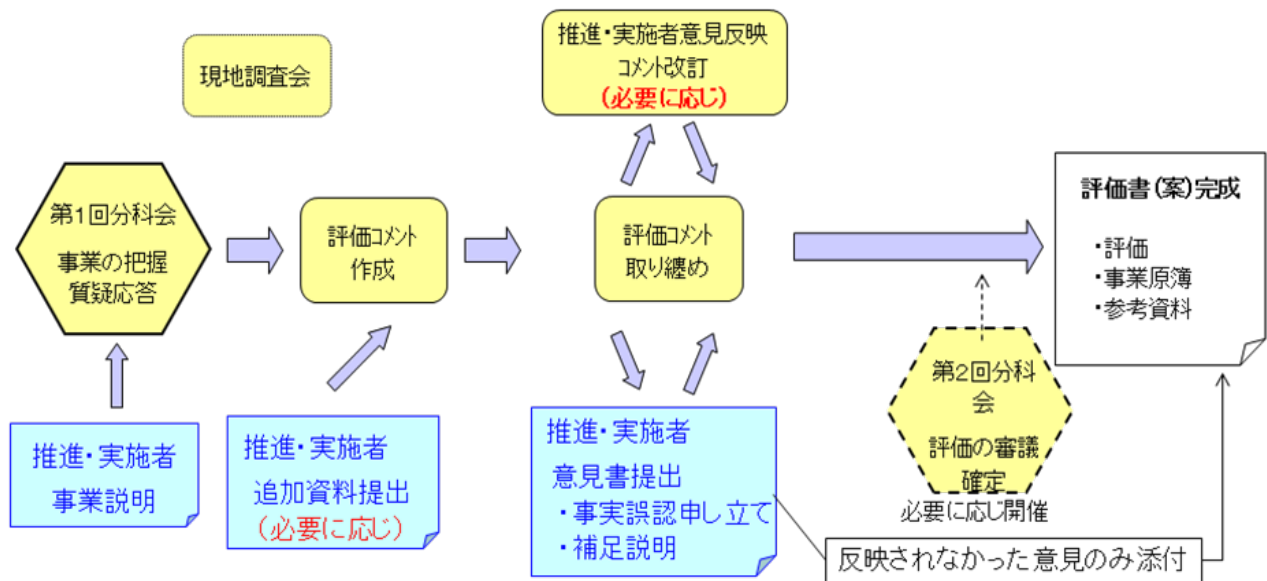 現地調査会
推進・実施者意見反映
コメント改訂
(必要に応じ)
第1回分科会
事業の把握
質疑応答
評価コメント
作成
評価コメント
取り纏め
評価書(案)完成
・評価
・事業原簿
・参考資料
推進・実施者
事業説明
推進・実施者
追加資料提出
(必要に応じ)
推進・実施者
意見書提出
・事実誤認申し立て
・補足説明
第2回分科
会
評価の審議
確定
必要に応じ開催
反映されなかった意見のみ添付